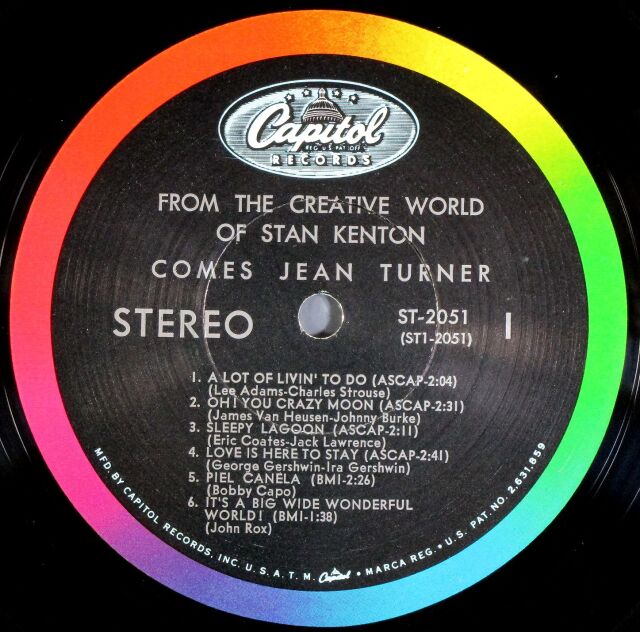 Capitol
REG. U.S. PAT. OFF.
RECORDS
FROM THE CREATIVE WORLD
OF STAN KENTON
COMES JEAN TURNER
STEREO
ST-2051
(ST1-2051)
1
1. A LOT OF LIVIN' TO DO (ASCAP-2:04)
(Lee Adams-Charles Strouse)
2. OH! YOU CRAZY MOON (ASCAP-2:31)
(James Van Heusen-Johnny Burke)
3. SLEEPY LAGOON (ASCAP-2:11)
(Eric Coates-Jack Lawrence)
4. LOVE IS HERE TO STAY (ASCAP-2:41)
(George Gershwin-Ira Gershwin)
5. PIEL CANELA (BMI-2:26)
(Bobby Capo)
6. IT'S A BIG WIDE WONDERFUL
WORLD! (BMI-1:38)
(John Rox)
MFD. BY CAPITOL RECORDS, INC. U.S.A. T.M. Capitol • MARCA REG. • U.S. PAT. NO. 2,631,859